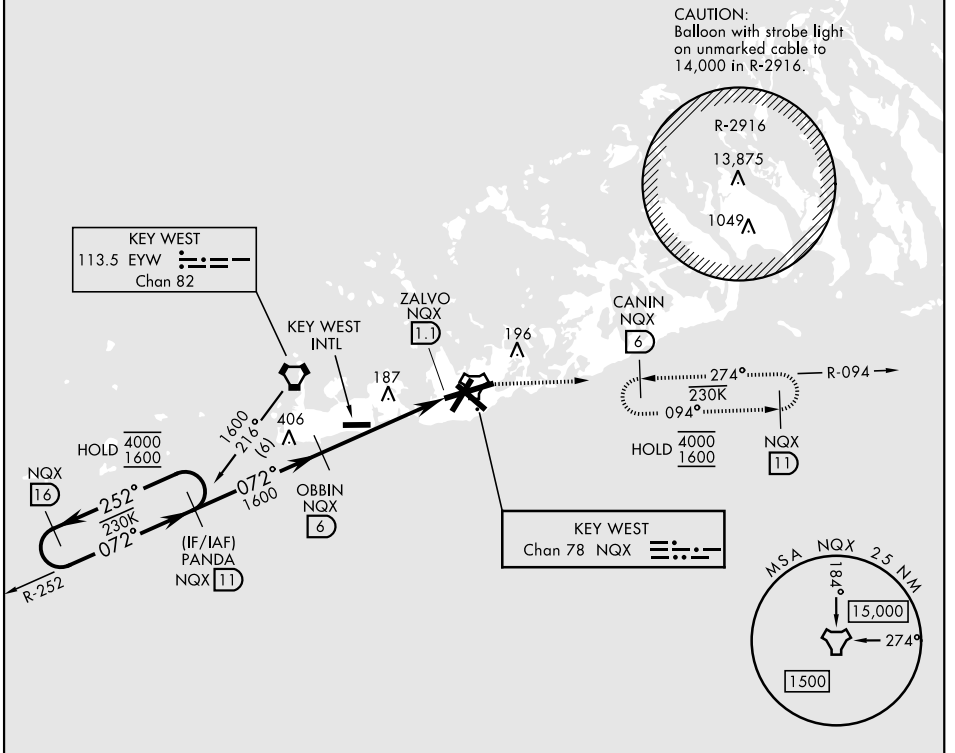 CAUTION:
Balloon with strobe light
on unmarked cable to
14,000 in R-2916.
R-2916
13,875
1049
KEY WEST
113.5 EYW
Chan 82
KEY WEST
INTL
ZALVO
NQX
1.1
196
187
406
CANIN
NQX
6
274°
230K
094°
R-094
HOLD 4000
1600
NQX
11
1600
216°
(6)
HOLD 4000
1600
NQX
16
252°
230K
072°
R-252
(IF/IAF)
PANDA
NQX 11
072°
1600
OBBIN
NQX
6
KEY WEST
Chan 78 NQX
MSA NQX 25 NM
184°
15,000
274°
1500